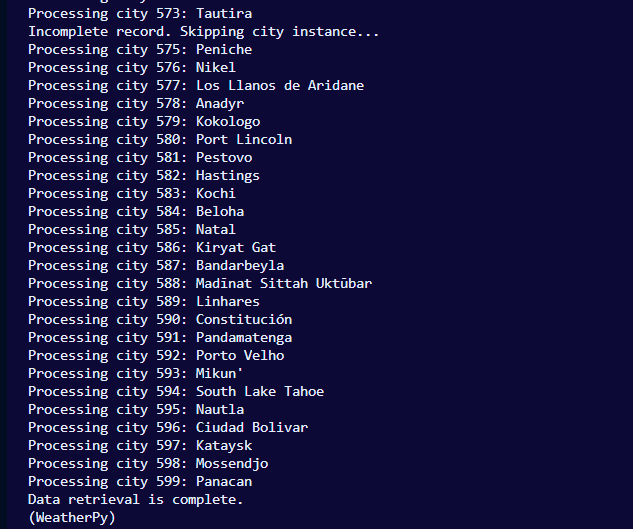 Processing city 573: Tautira
Incomplete record. Skipping city instance...
Processing city 575: Peniche
Processing city 576: Nikel
Processing city 577: Los Llanos de Aridane
Processing city 578: Anadyr
Processing city 579: Kokologo
Processing city 580: Port Lincoln
Processing city 581: Pestovo
Processing city 582: Hastings
Processing city 583: Kochi
Processing city 584: Beloha
Processing city 585: Natal
Processing city 586: Kiryat Gat
Processing city 587: Bandarbeyla
Processing city 588: Madīnat Sittah Uktūbar
Processing city 589: Linhares
Processing city 590: Constitución
Processing city 591: Pandamatenga
Processing city 592: Porto Velho
Processing city 593: Mikun'
Processing city 594: South Lake Tahoe
Processing city 595: Nautla
Processing city 596: Ciudad Bolivar
Processing city 597: Kataysk
Processing city 598: Mossendjo
Processing city 599: Panacan
Data retrieval is complete.
(WeatherPy)